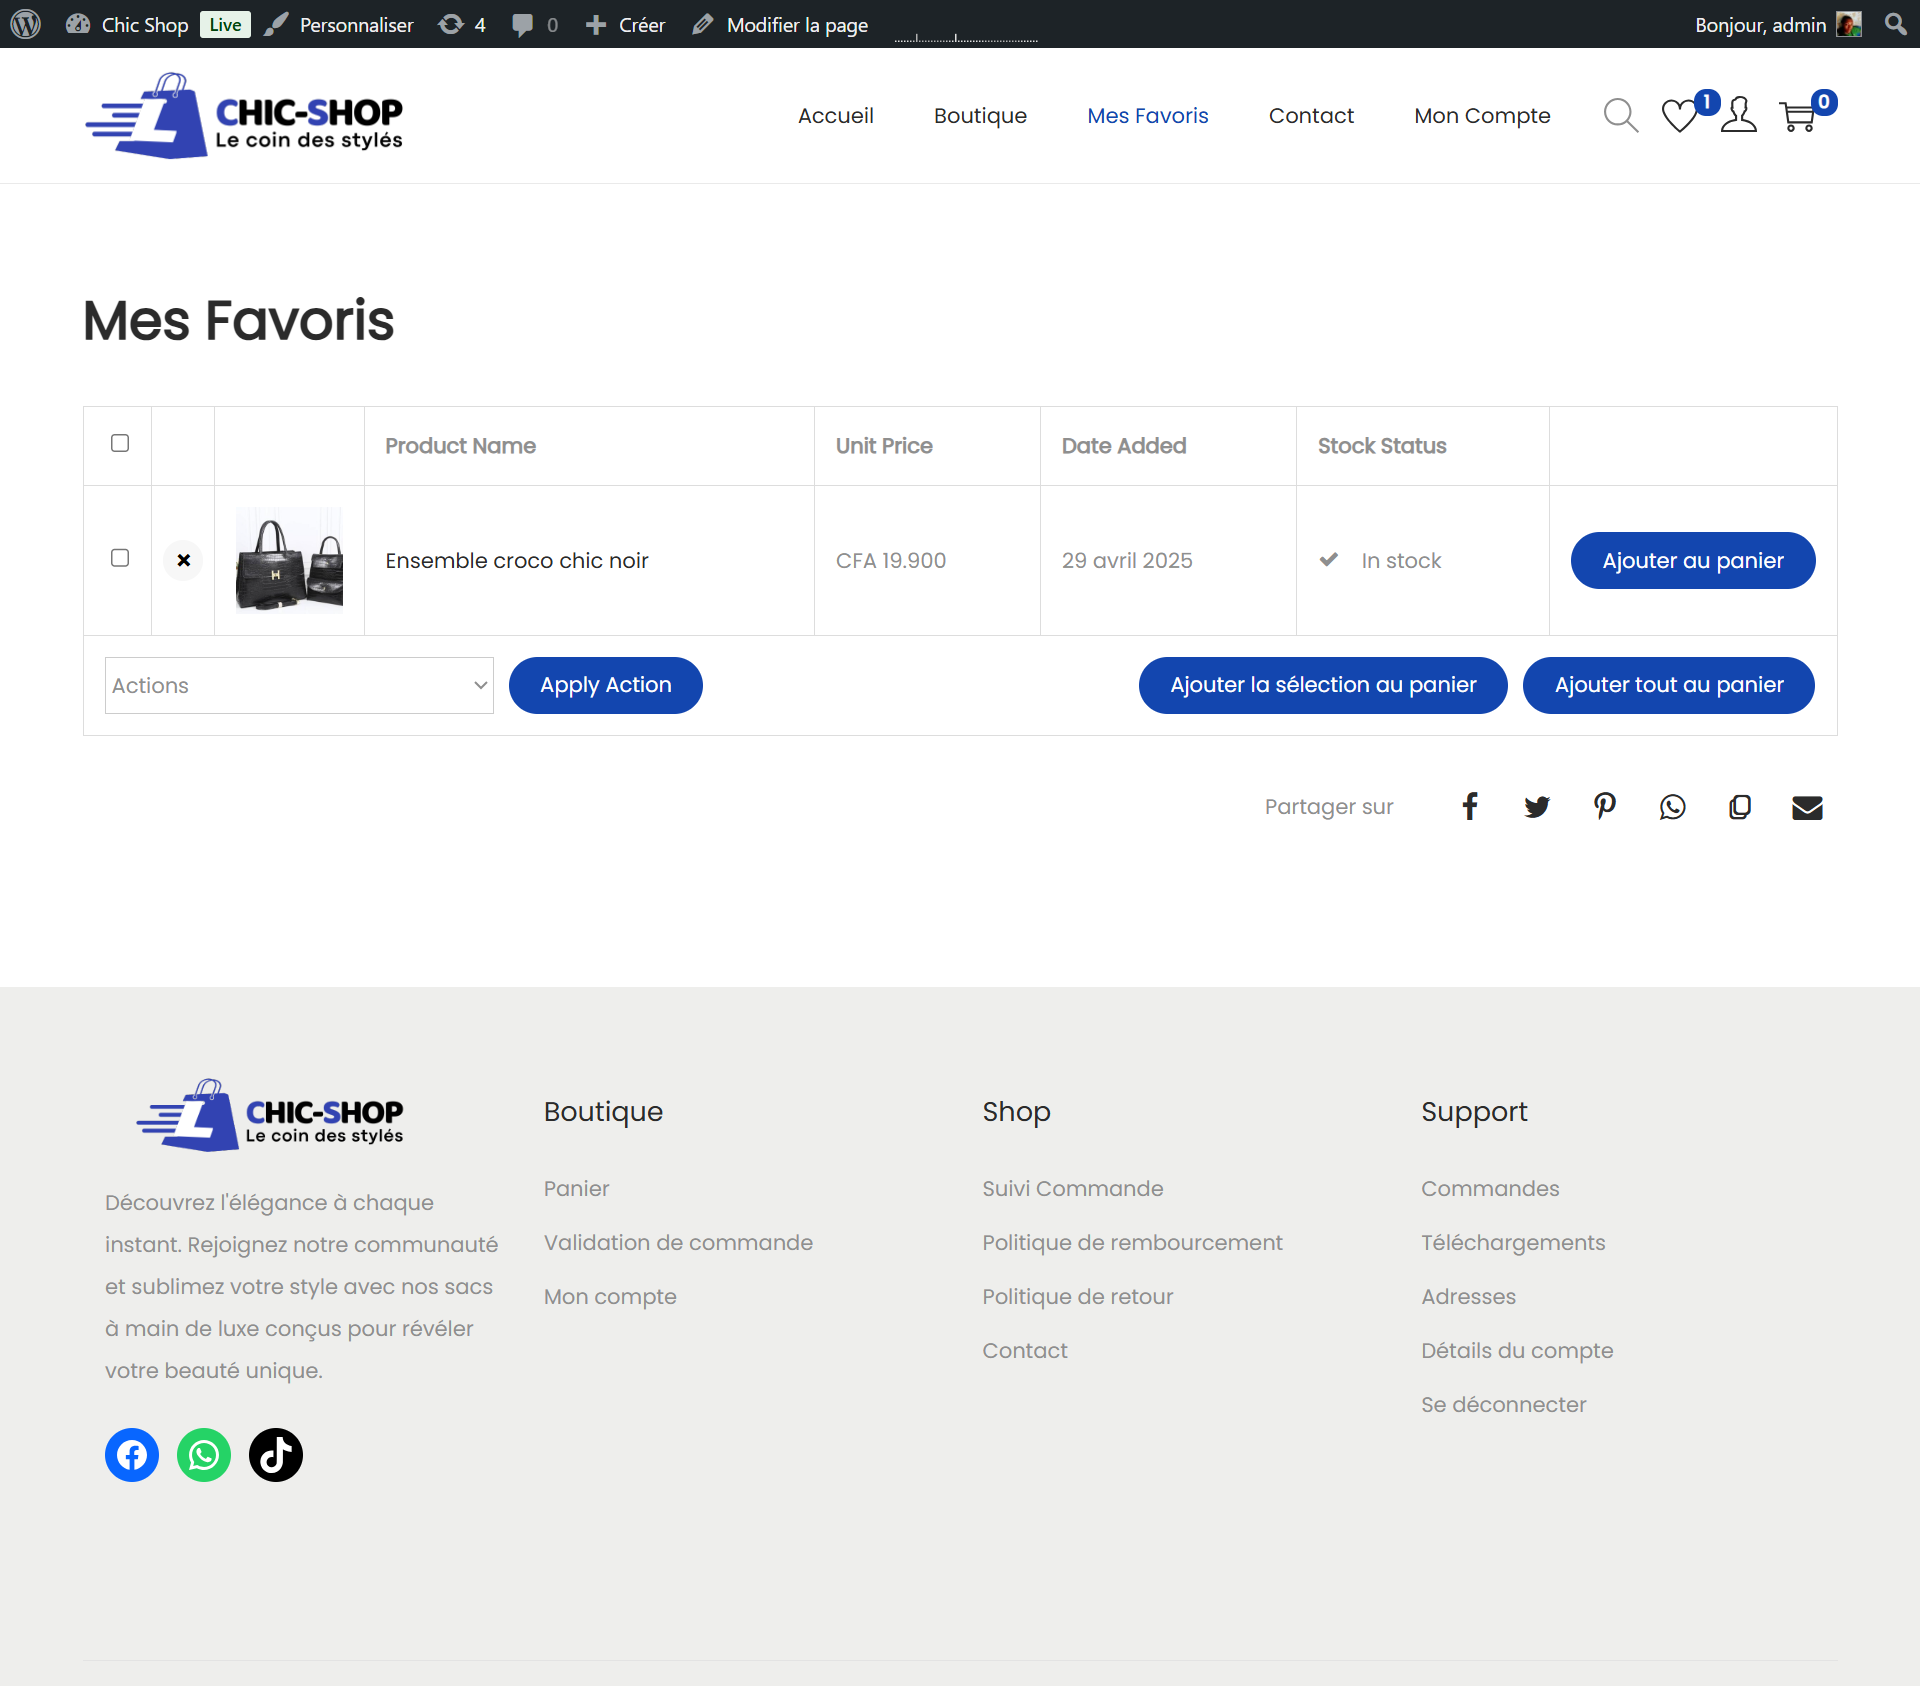 Chic Shop Live Personnaliser 4 0 Créer Modifier la page Bonjour, admin
CHIC-SHOP
Le coin des stylés
Accueil Boutique Mes Favoris Contact Mon Compte 1 0
Mes Favoris
Product Name Unit Price Date Added Stock Status
Ensemble croco chic noir CFA 19.900 29 avril 2025 In stock Ajouter au panier
Actions Apply Action Ajouter la sélection au panier Ajouter tout au panier
Partager sur
CHIC-SHOP
Le coin des stylés
Découvrez l'élégance à chaque
instant. Rejoignez notre communauté
et sublimez votre style avec nos sacs
à main de luxe conçus pour révéler
votre beauté unique.
Boutique
Panier
Validation de commande
Mon compte
Shop
Suivi Commande
Politique de rembourcement
Politique de retour
Contact
Support
Commandes
Téléchargements
Adresses
Détails du compte
Se déconnecter